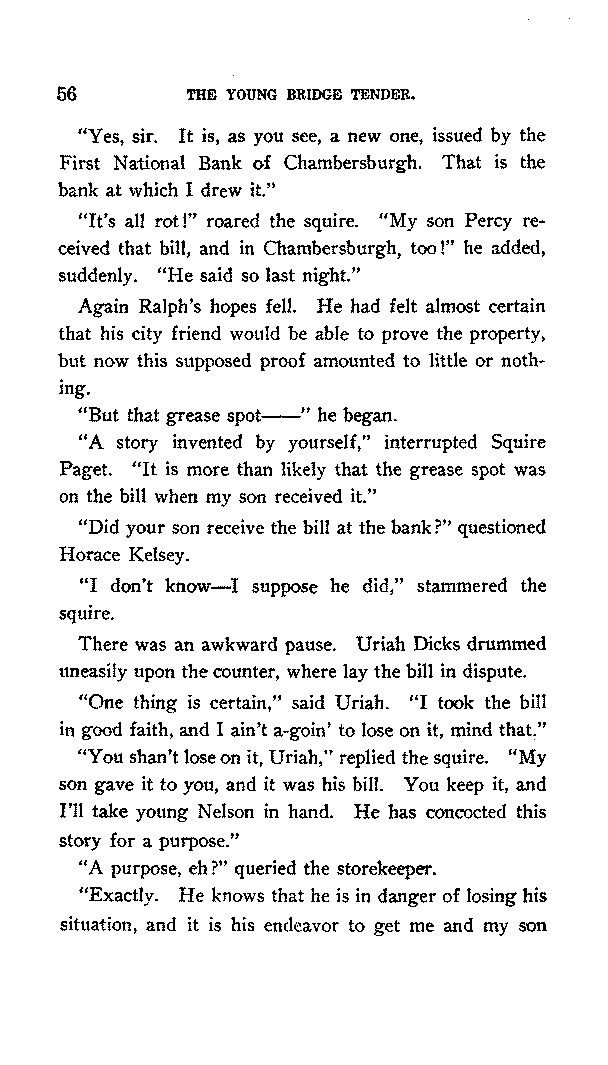 56 THE YOUNG BRIDGE TENDER.
"Yes, sir. It is, as you see, a new one, issued by the
First National Bank of Chambersburgh. That is the
bank at which I drew it."
"It's all rot!" roared the squire. "My son Percy re-
ceived that bill, and in Chambersburgh, too!" he added,
suddenly. "He said so last night."
Again Ralph's hopes fell. He had felt almost certain
that his city friend would be able to prove the property,
but now this supposed proof amounted to little or noth-
ing.
"But that grease spot——" he began.
"A story invented by yourself," interrupted Squire
Paget. "It is more than likely that the grease spot was
on the bill when my son received it."
"Did your son receive the bill at the bank?" questioned
Horace Kelsey.
"I don't know—I suppose he did," stammered the
squire.
There was an awkward pause. Uriah Dicks drummed
uneasily upon the counter, where lay the bill in dispute.
"One thing is certain," said Uriah. "I took the bill
in good faith, and I ain't a-goin' to lose on it, mind that."
"You shan't lose on it, Uriah," replied the squire. "My
son gave it to you, and it was his bill. You keep it, and
I'll take young Nelson in hand. He has concocted this
story for a purpose."
"A purpose, eh?" queried the storekeeper.
"Exactly. He knows that he is in danger of losing his
situation, and it is his endeavor to get me and my son